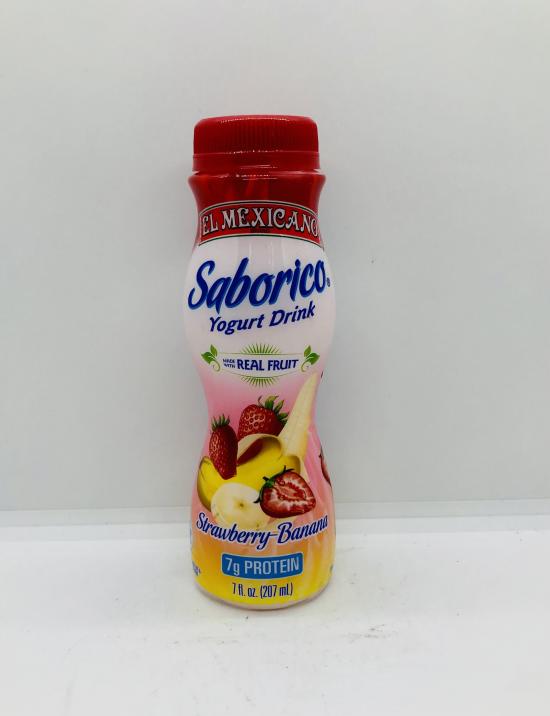 EL MEXICANO
Saborico®
Yogurt Drink
MADE WITH REAL FRUIT
Strawberry-Banana
7g PROTEIN
7 fl. oz. (207 mL)